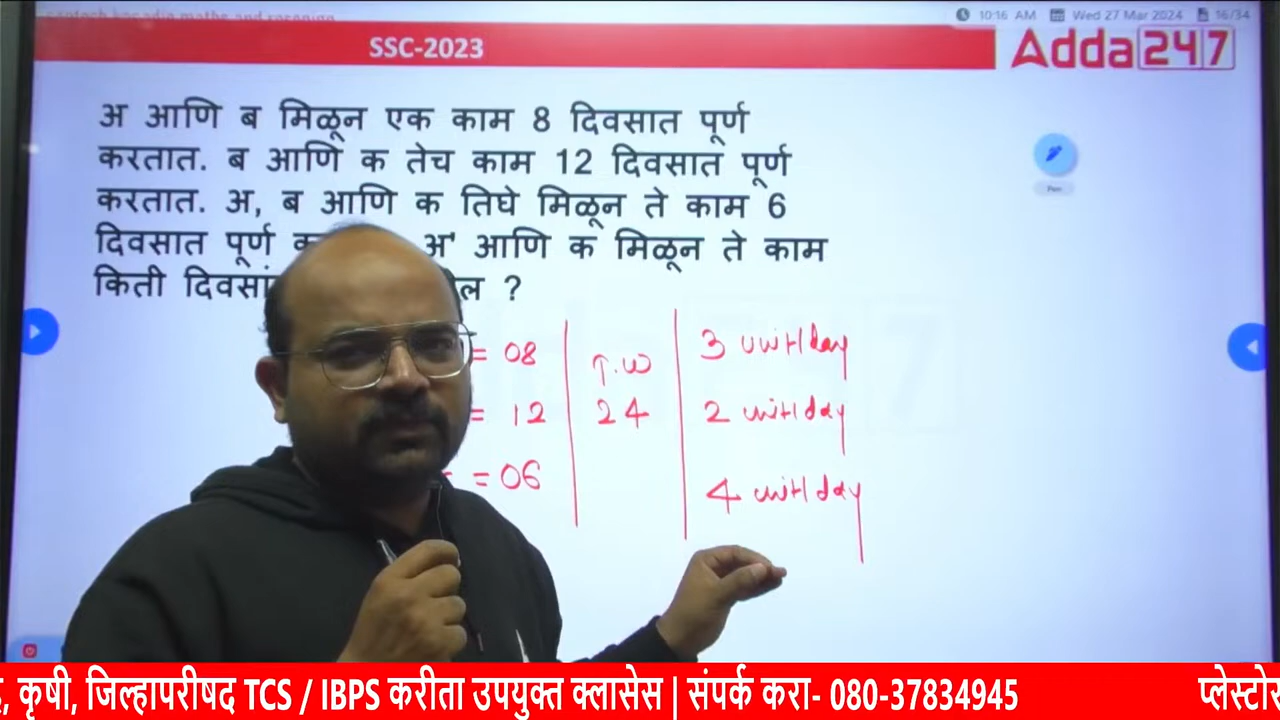 10:16 AM Wed 27 Mar 2024 16/34
SSC-2023
Adda247
अ आणि ब मिळून एक काम 8 दिवसात पूर्ण
करतात. ब आणि क तेच काम 12 दिवसात पूर्ण
करतात. अ, ब आणि क तिघे मिळून ते काम 6
दिवसात पूर्ण अ' आणि क मिळून ते काम
किती ?
Pen
= 08 T.W 3 unit/day
= 12 24 2 unit/day
= 06 4 unit/day
कृषी, जिल्हापरीषद TCS / IBPS करीता उपयुक्त क्लासेस | संपर्क करा- 080-37834945